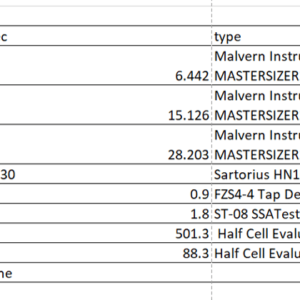 c type
Malvern Instru
6.442 MASTERSIZER
Malvern Instru
15.126 MASTERSIZER
Malvern Instru
28.203 MASTERSIZER
30 Sartorius HN1
0.9 FZS4-4 Tap De
1.8 ST-08 SSATest
501.3 Half Cell Evalu
88.3 Half Cell Evalu
ne